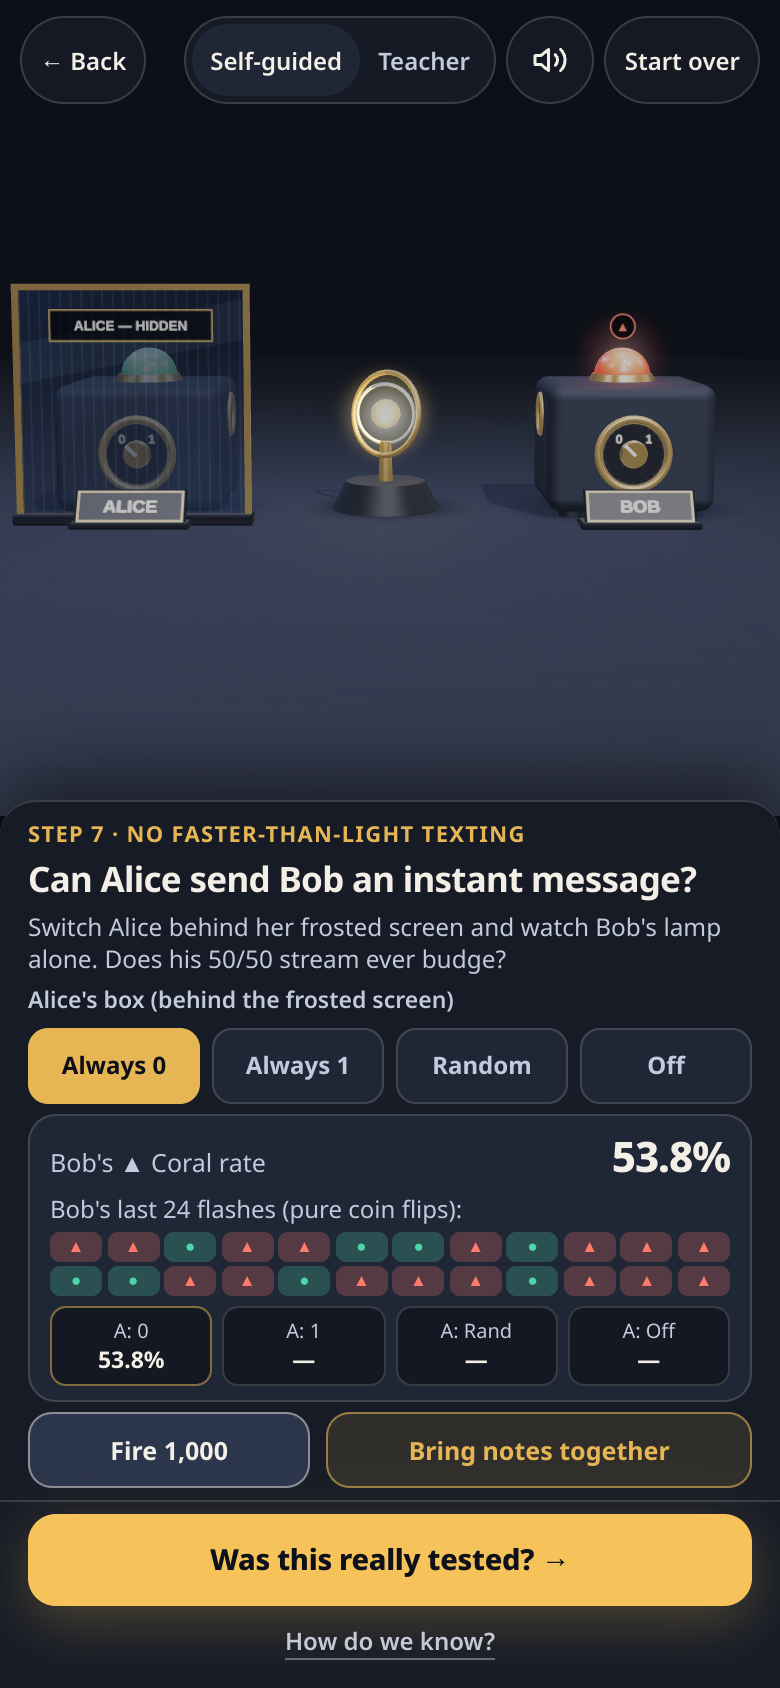 ← Back
Self-guided
Teacher
Start over
ALICE — HIDDEN
▲
0 1
0 1
ALICE
BOB
STEP 7 · NO FASTER-THAN-LIGHT TEXTING
Can Alice send Bob an instant message?
Switch Alice behind her frosted screen and watch Bob's lamp
alone. Does his 50/50 stream ever budge?
Alice's box (behind the frosted screen)
Always 0
Always 1
Random
Off
Bob's ▲ Coral rate
53.8%
Bob's last 24 flashes (pure coin flips):
▲ ▲ ● ▲ ▲ ● ● ▲ ● ▲ ▲ ▲
● ● ▲ ▲ ● ▲ ▲ ▲ ● ▲ ▲ ▲
A: 0
53.8%
A: 1
—
A: Rand
—
A: Off
—
Fire 1,000
Bring notes together
Was this really tested? →
How do we know?